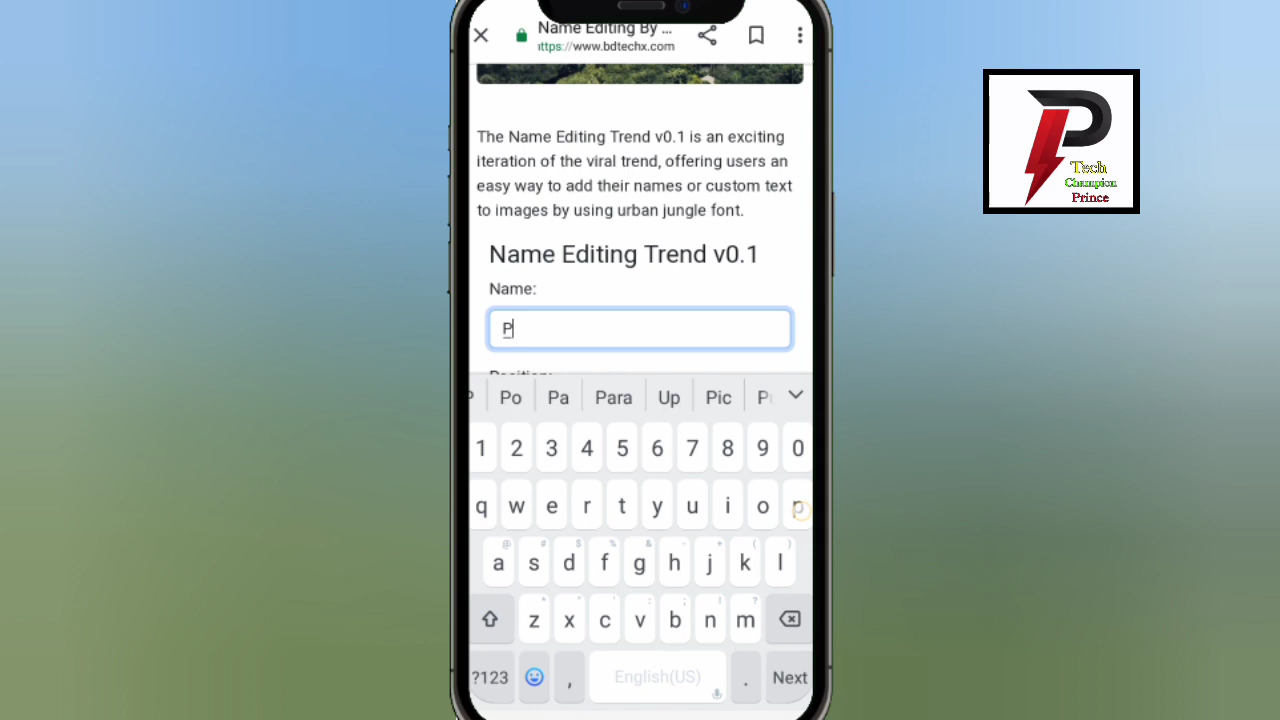 Name Editing By ...
https://www.bdtechx.com
The Name Editing Trend v0.1 is an exciting
iteration of the viral trend, offering users an
easy way to add their names or custom text
to images by using urban jungle font.
Name Editing Trend v0.1
Name:
P
Po Pa Para Up Pic
1 2 3 4 5 6 7 8 9 0
q w e r t y u i o p
@ # $ % & - + ( )
a s d f g h j k l
z x c v b n m
?123 , English(US) . Next
P
Tech
Champion
Prince